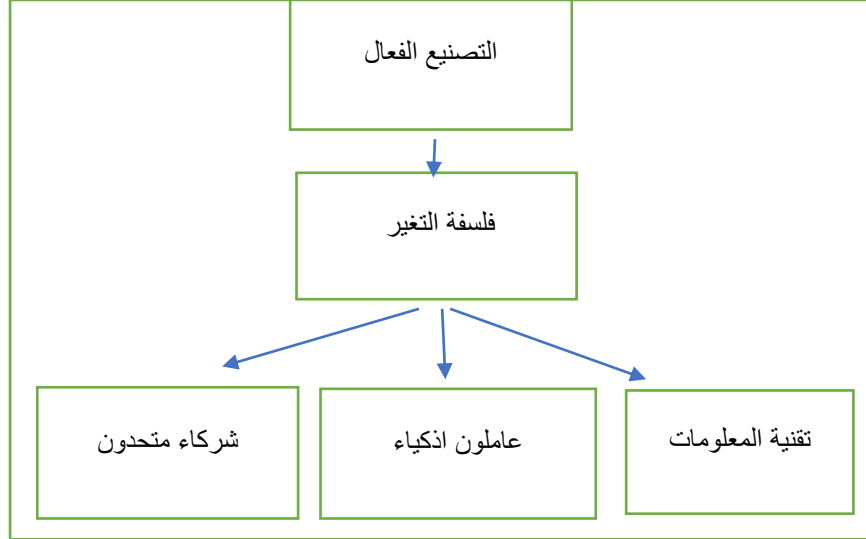 التصنيع الفعال
فلسفة التغير
تقنية المعلومات
عاملون اذكياء
شركاء متحدون